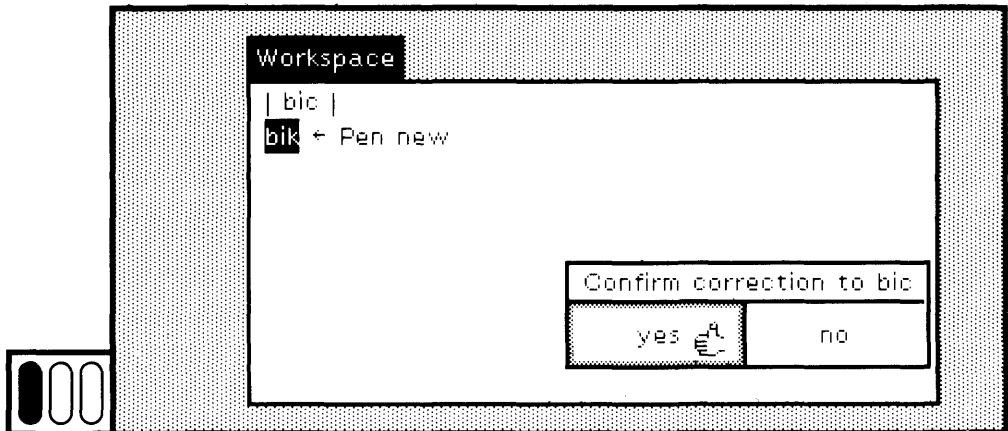 Workspace
| bic |
bik ← Pen new
Confirm correction to bic
yes no